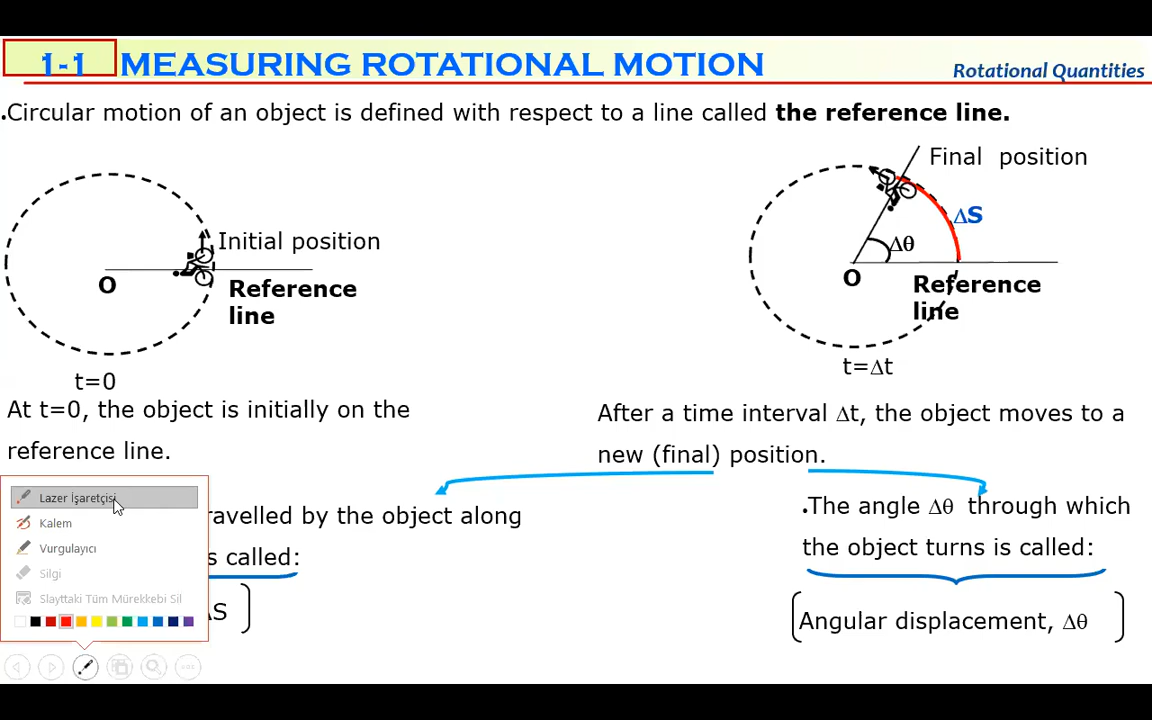 1-1 MEASURING ROTATIONAL MOTION
Rotational Quantities
•Circular motion of an object is defined with respect to a line called the reference line.
Final position
ΔS
Initial position
Δθ
O
Reference
line
O
Reference
line
t=Δt
t=0
At t=0, the object is initially on the
reference line.
After a time interval Δt, the object moves to a
new (final) position.
ravelled by the object along
s called:
•The angle Δθ through which
the object turns is called:
Angular displacement, Δθ
Lazer İşaretçisi
Kalem
Vurgulayıcı
Silgi
Slayttaki Tüm Mürekkebi Sil